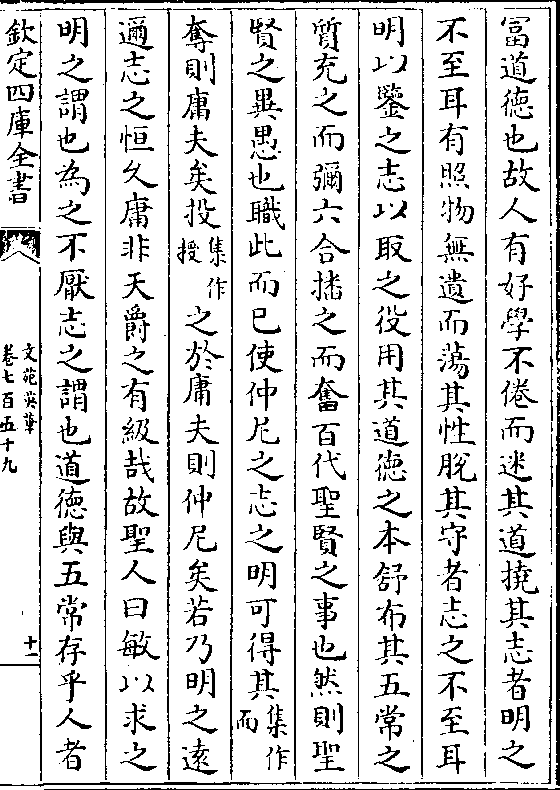 富道徳也故人有好學不倦而迷其道撓其志者明之
不至耳有照物無遺而蕩其性脫其守者志之不至耳
明以鑒之志以取之役用其道徳之本舒布其五常之
質充之而彌六合播之而奮百代聖賢之事也然則聖
賢之異愚也職此而已使仲尼之志之明可得其集作而
奪則庸夫矣投集作授之於庸夫則仲尼矣若乃明之逺
邇志之恒久庸非天爵之有級哉故聖人曰敏以求之
明之謂也為之不厭志之謂也道徳與五常存乎人者
欽定四庫全書
文苑英華
卷七百五十九
十一